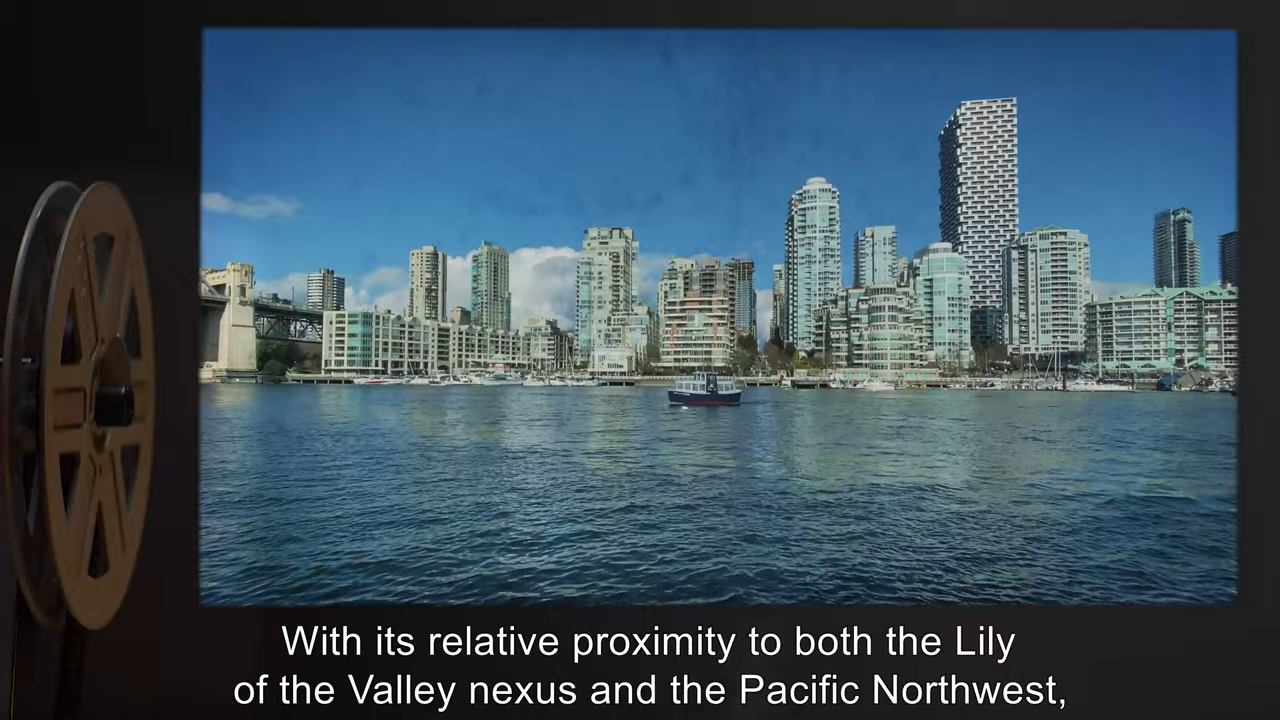 With its relative proximity to both the Lily
of the Valley nexus and the Pacific Northwest,